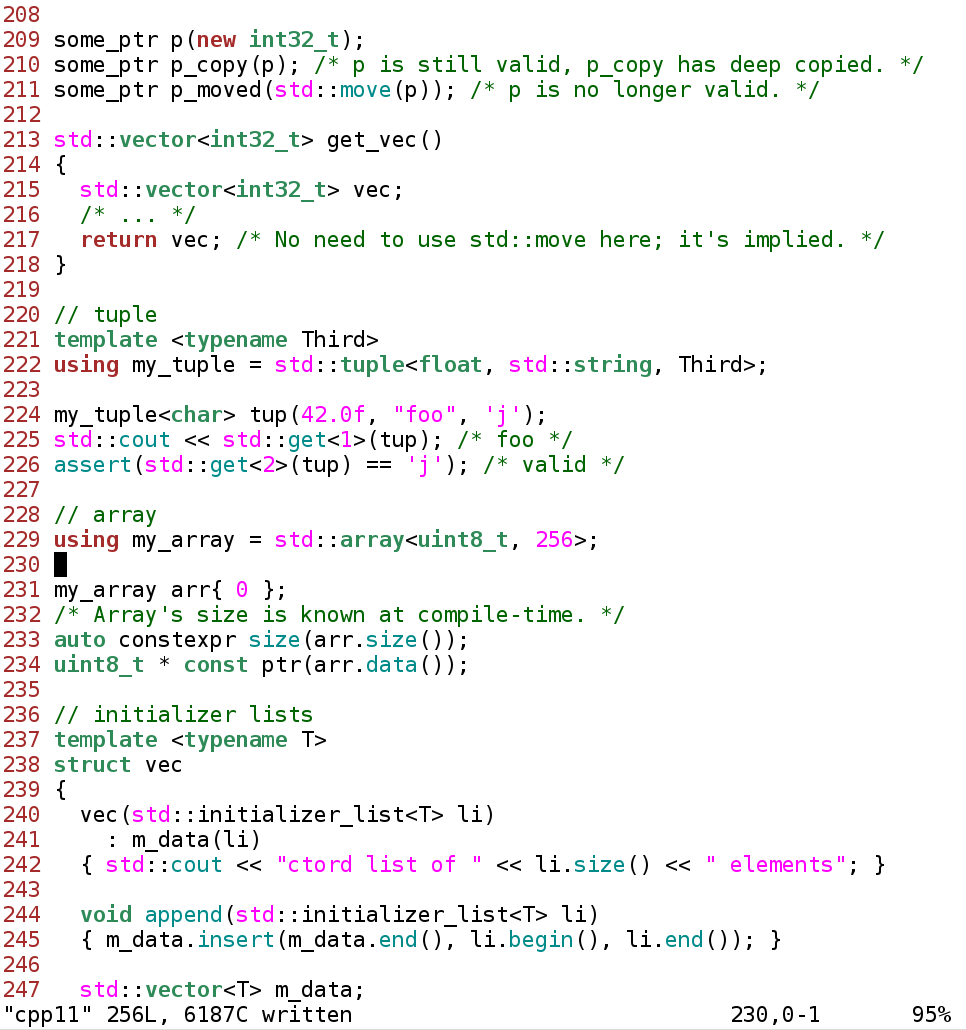 208
209 some_ptr p(new int32_t);
210 some_ptr p_copy(p); /* p is still valid, p_copy has deep copied. */
211 some_ptr p_moved(std::move(p)); /* p is no longer valid. */
212
213 std::vector<int32_t> get_vec()
214 {
215   std::vector<int32_t> vec;
216   /* ... */
217   return vec; /* No need to use std::move here; it's implied. */
218 }
219
220 // tuple
221 template <typename Third>
222 using my_tuple = std::tuple<float, std::string, Third>;
223
224 my_tuple<char> tup(42.0f, "foo", 'j');
225 std::cout << std::get<1>(tup); /* foo */
226 assert(std::get<2>(tup) == 'j'); /* valid */
227
228 // array
229 using my_array = std::array<uint8_t, 256>;
230
231 my_array arr{ 0 };
232 /* Array's size is known at compile-time. */
233 auto constexpr size(arr.size());
234 uint8_t * const ptr(arr.data());
235
236 // initializer lists
237 template <typename T>
238 struct vec
239 {
240   vec(std::initializer_list<T> li)
241     : m_data(li)
242   { std::cout << "ctord list of " << li.size() << " elements"; }
243
244   void append(std::initializer_list<T> li)
245   { m_data.insert(m_data.end(), li.begin(), li.end()); }
246
247   std::vector<T> m_data;
"cpp11" 256L, 6187C written 230,0-1 95%